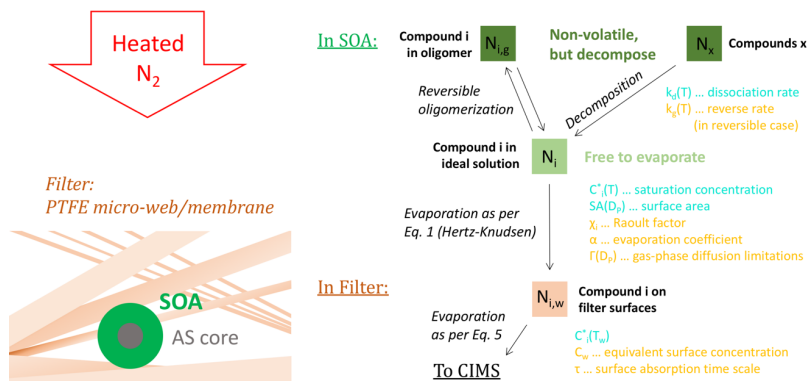 Heated
N2
Filter:
PTFE micro-web/membrane
SOA
AS core
In SOA:
Compound i
in oligomer
Ni,g
Non-volatile,
but decompose
Nx
Compounds x
Reversible
oligomerization
Decomposition
kd(T) ... dissociation rate
kg(T) ... reverse rate
(in reversible case)
Compound i in
ideal solution
Ni
Free to evaporate
C*i(T) ... saturation concentration
SA(DP) ... surface area
χi ... Raoult factor
α ... evaporation coefficient
Γ(DP) ... gas-phase diffusion limitations
Evaporation as per
Eq. 1 (Hertz-Knudsen)
In Filter:
Ni,w
Compound i on
filter surfaces
Evaporation
as per Eq. 5
C*i(Tw)
Cw ... equivalent surface concentration
τ ... surface absorption time scale
To CIMS